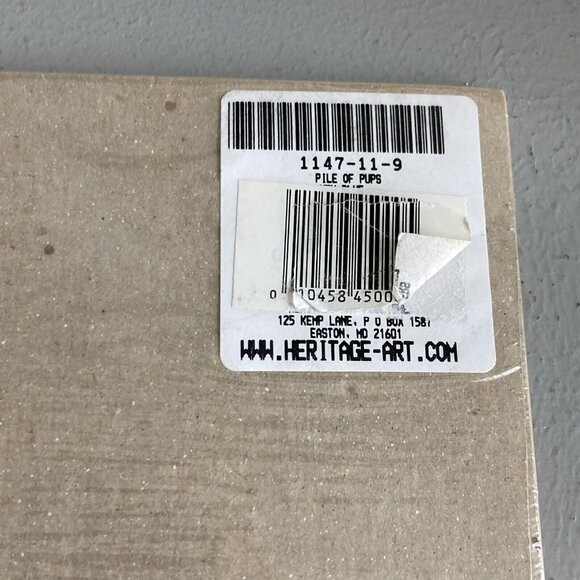 1147-11-9
PILE OF PUPS
0 10458 4500
125 KEMP LANE, P O BOX 1587
EASTON, MD 21601
WWW.HERITAGE-ART.COM